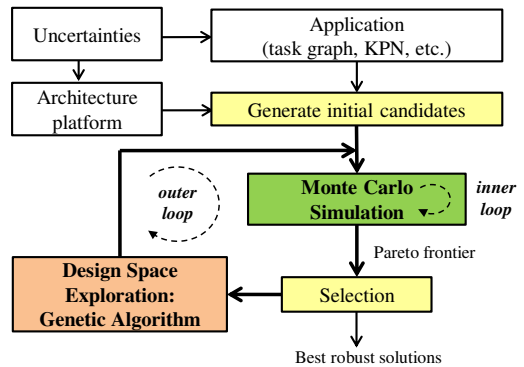 Uncertainties
Application
(task graph, KPN, etc.)
Architecture
platform
Generate initial candidates
outer
loop
Monte Carlo
Simulation
inner
loop
Pareto frontier
Design Space
Exploration:
Genetic Algorithm
Selection
Best robust solutions